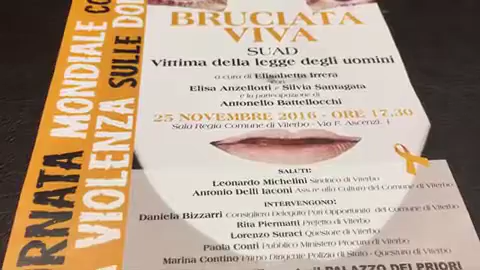 BRUCIATA
VIVA
SUAD
Vittima della legge degli uomini
a cura di Elisabetta Irrera
con
Elisa Anzellotti e Silvia Santagata
e la partecipazione di
Antonello Battellocchi
25 NOVEMBRE 2016 - ORE 17.30
Sala Regia Comune di Viterbo - Via F. Ascenzi, 1
SALUTI:
Leonardo Michelini Sindaco di Viterbo
Antonio Delli Iaconi Ass.re alla Cultura del Comune di Viterbo
INTERVENGONO:
Daniela Bizzarri Consigliera Delegato Pari Opportunità del Comune di Viterbo
Rita Piermatti Prefetto di Viterbo
Lorenzo Suraci Questore di Viterbo
Paola Conti Pubblico Ministero Procura di Viterbo
Marina Contino Primo Dirigente Polizia di Stato - Questura di Viterbo
il PALAZZO DEI PRIORI
RNATA MONDIALE CO
VIOLENZA SULLE DO